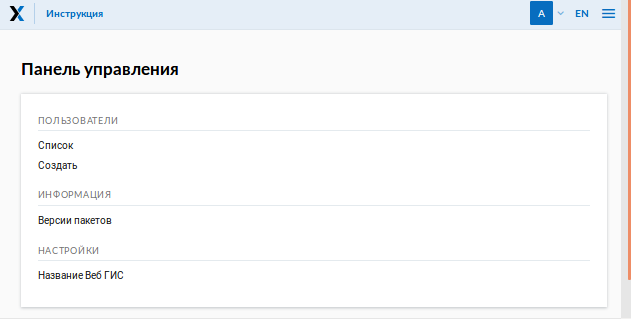 Инструкция
A
EN
Панель управления
ПОЛЬЗОВАТЕЛИ
Список
Создать
ИНФОРМАЦИЯ
Версии пакетов
НАСТРОЙКИ
Название Веб ГИС